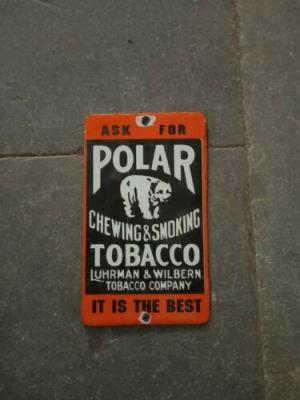 ASK FOR
POLAR
CHEWING & SMOKING
TOBACCO
LUHRMAN & WILBERN
TOBACCO COMPANY
IT IS THE BEST